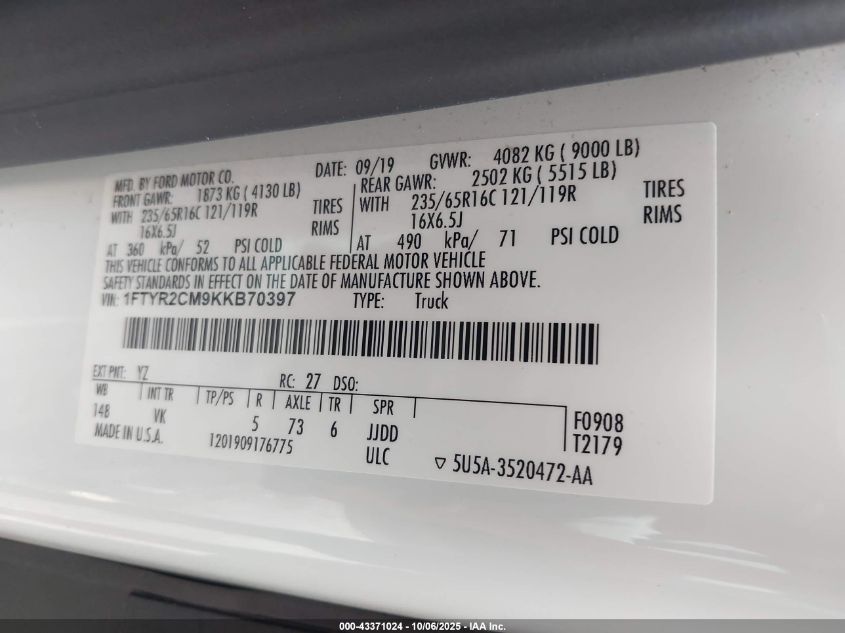 MFD. BY FORD MOTOR CO. DATE: 09/19 GVWR: 4082 KG ( 9000 LB)
FRONT GAWR: 1873 KG ( 4130 LB) REAR GAWR: 2502 KG ( 5515 LB)
WITH 235/65R16C 121/119R TIRES WITH 235/65R16C 121/119R TIRES
16X6.5J RIMS 16X6.5J RIMS
AT 360 kPa/ 52 PSI COLD AT 490 kPa/ 71 PSI COLD
THIS VEHICLE CONFORMS TO ALL APPLICABLE FEDERAL MOTOR VEHICLE
SAFETY STANDARDS IN EFFECT ON THE DATE OF MANUFACTURE SHOWN ABOVE.
VIN: 1FTYR2CM9KKB70397 TYPE: Truck
EXT PNT: YZ RC: 27 DSO:
WB INT TR TP/PS R AXLE TR SPR
148 VK 5 73 6 JJDD F0908
MADE IN U.S.A. 1201909176775 ULC T2179
▽ 5U5A-3520472-AA
000-43371024 - 10/06/2025 - IAA Inc.